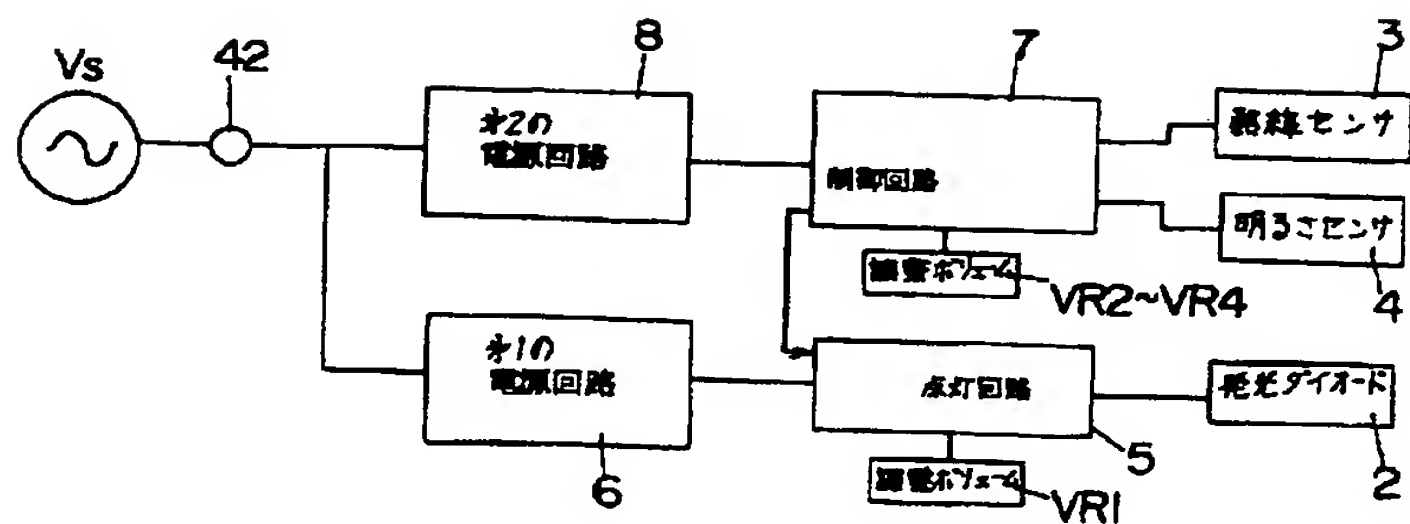 Vs
42
8
7
3
第2の
電源回路
制御回路
熱線センサ
明るさセンサ
調整ボリューム
VR2~VR4
4
第1の
電源回路
点灯回路
発光ダイオード
6
5
2
調整ボリューム
VR1